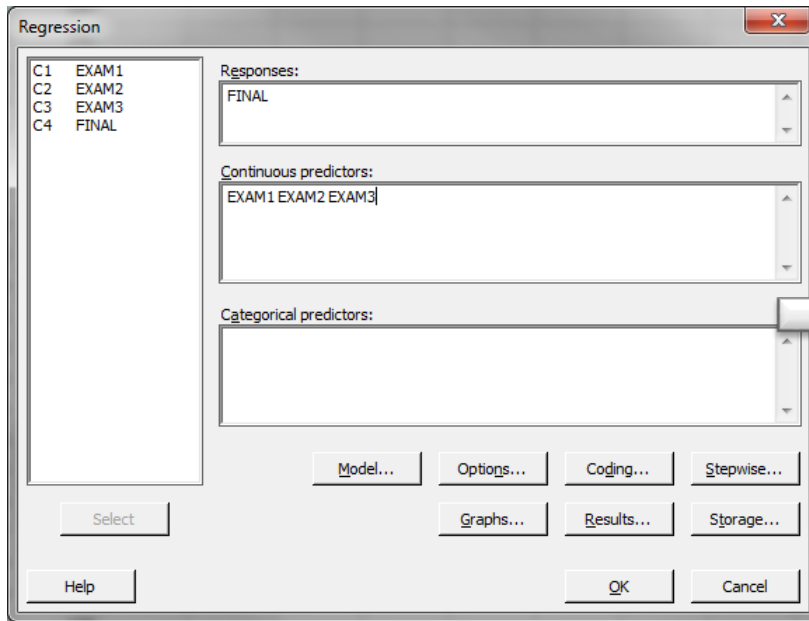 Regression
C1 EXAM1
C2 EXAM2
C3 EXAM3
C4 FINAL
Responses:
FINAL
Continuous predictors:
EXAM1 EXAM2 EXAM3
Categorical predictors:
Model... Options... Coding... Stepwise...
Select Graphs... Results... Storage...
Help OK Cancel